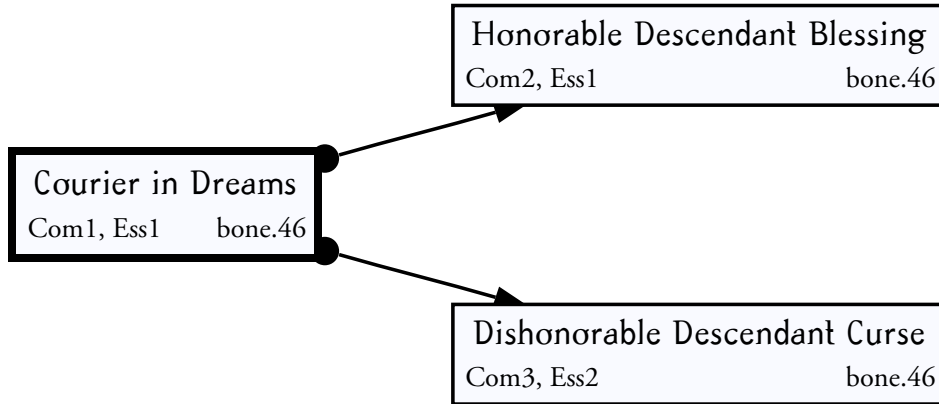 Honorable Descendant Blessing
Com2, Ess1 bone.46
Courier in Dreams
Com1, Ess1 bone.46
Dishonorable Descendant Curse
Com3, Ess2 bone.46